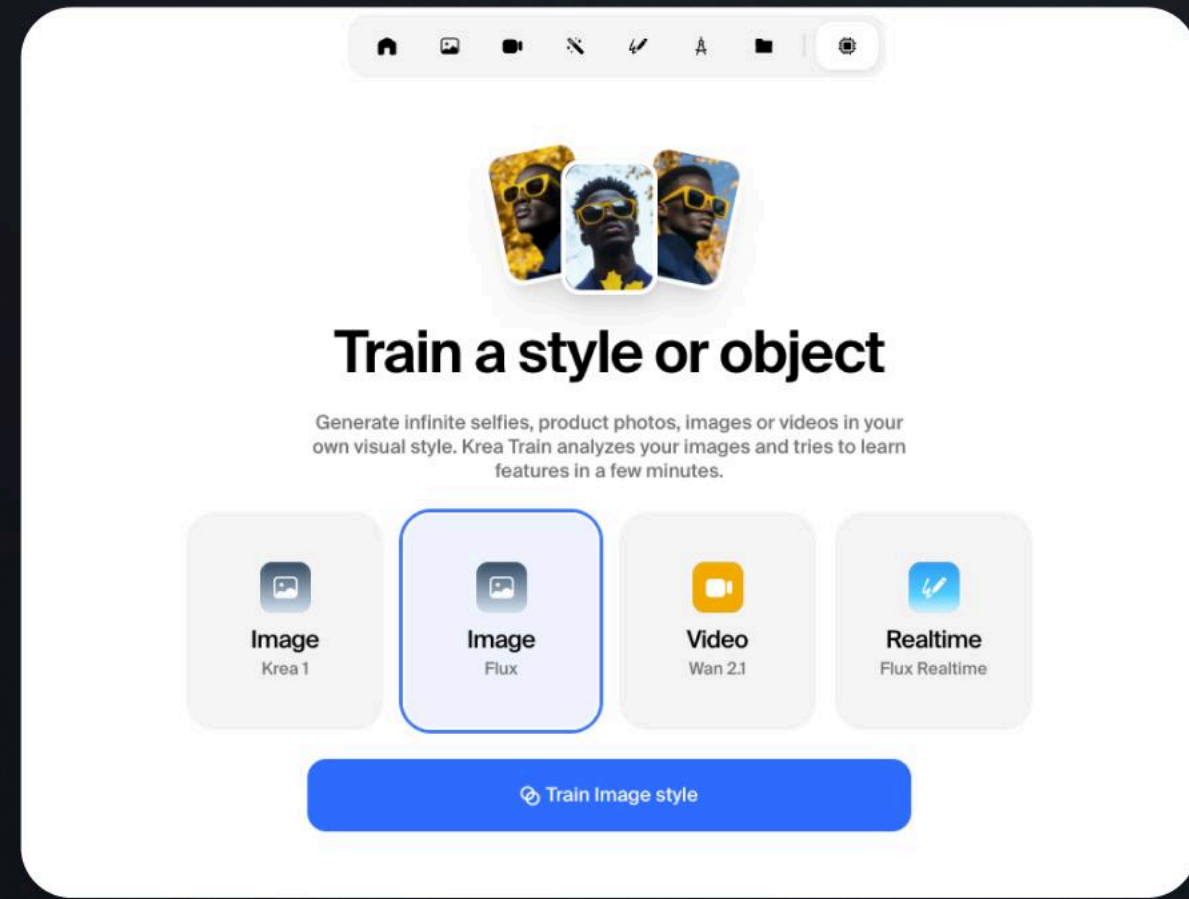 Train a style or object
Generate infinite selfies, product photos, images or videos in your
own visual style. Krea Train analyzes your images and tries to learn
features in a few minutes.
Image
Krea 1
Image
Flux
Video
Wan 2.1
Realtime
Flux Realtime
Train Image style